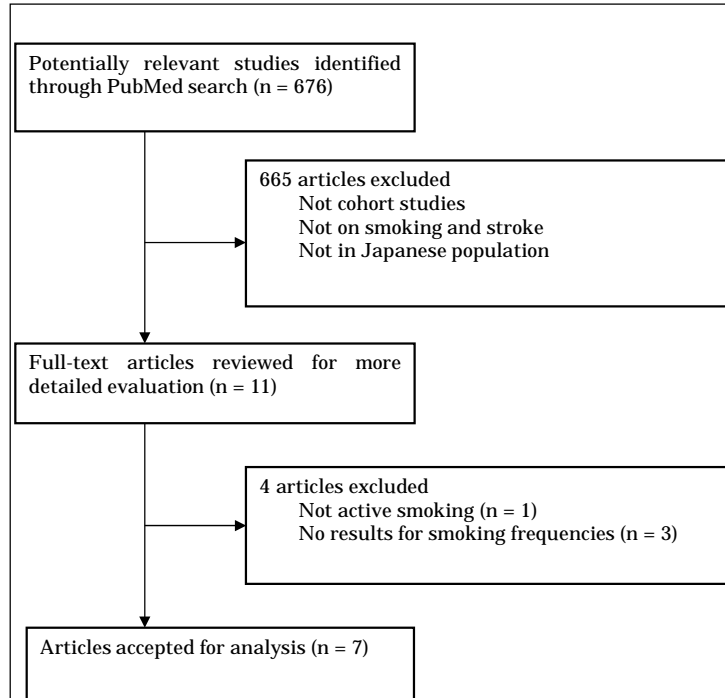 Potentially relevant studies identified
through PubMed search (n = 676)
665 articles excluded
Not cohort studies
Not on smoking and stroke
Not in Japanese population
Full-text articles reviewed for more
detailed evaluation (n = 11)
4 articles excluded
Not active smoking (n = 1)
No results for smoking frequencies (n = 3)
Articles accepted for analysis (n = 7)